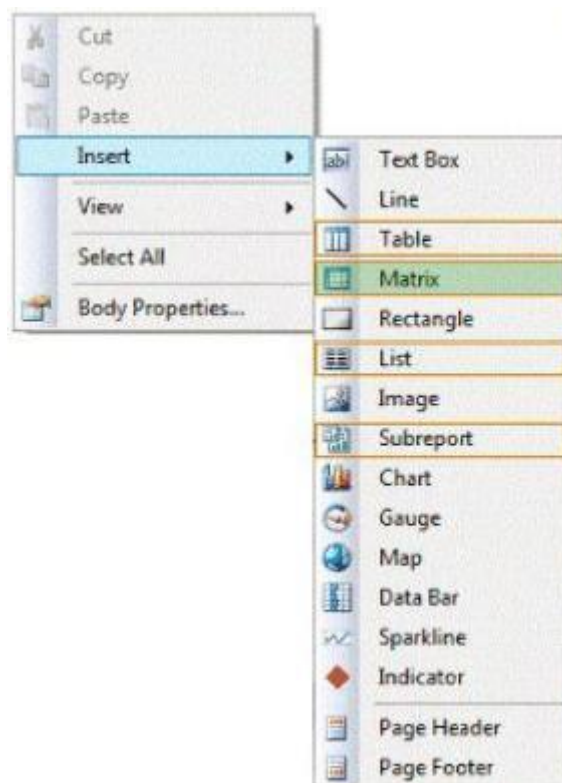 Cut
Copy
Paste
Insert
View
Select All
Body Properties...
Text Box
Line
Table
Matrix
Rectangle
List
Image
Subreport
Chart
Gauge
Map
Data Bar
Sparkline
Indicator
Page Header
Page Footer